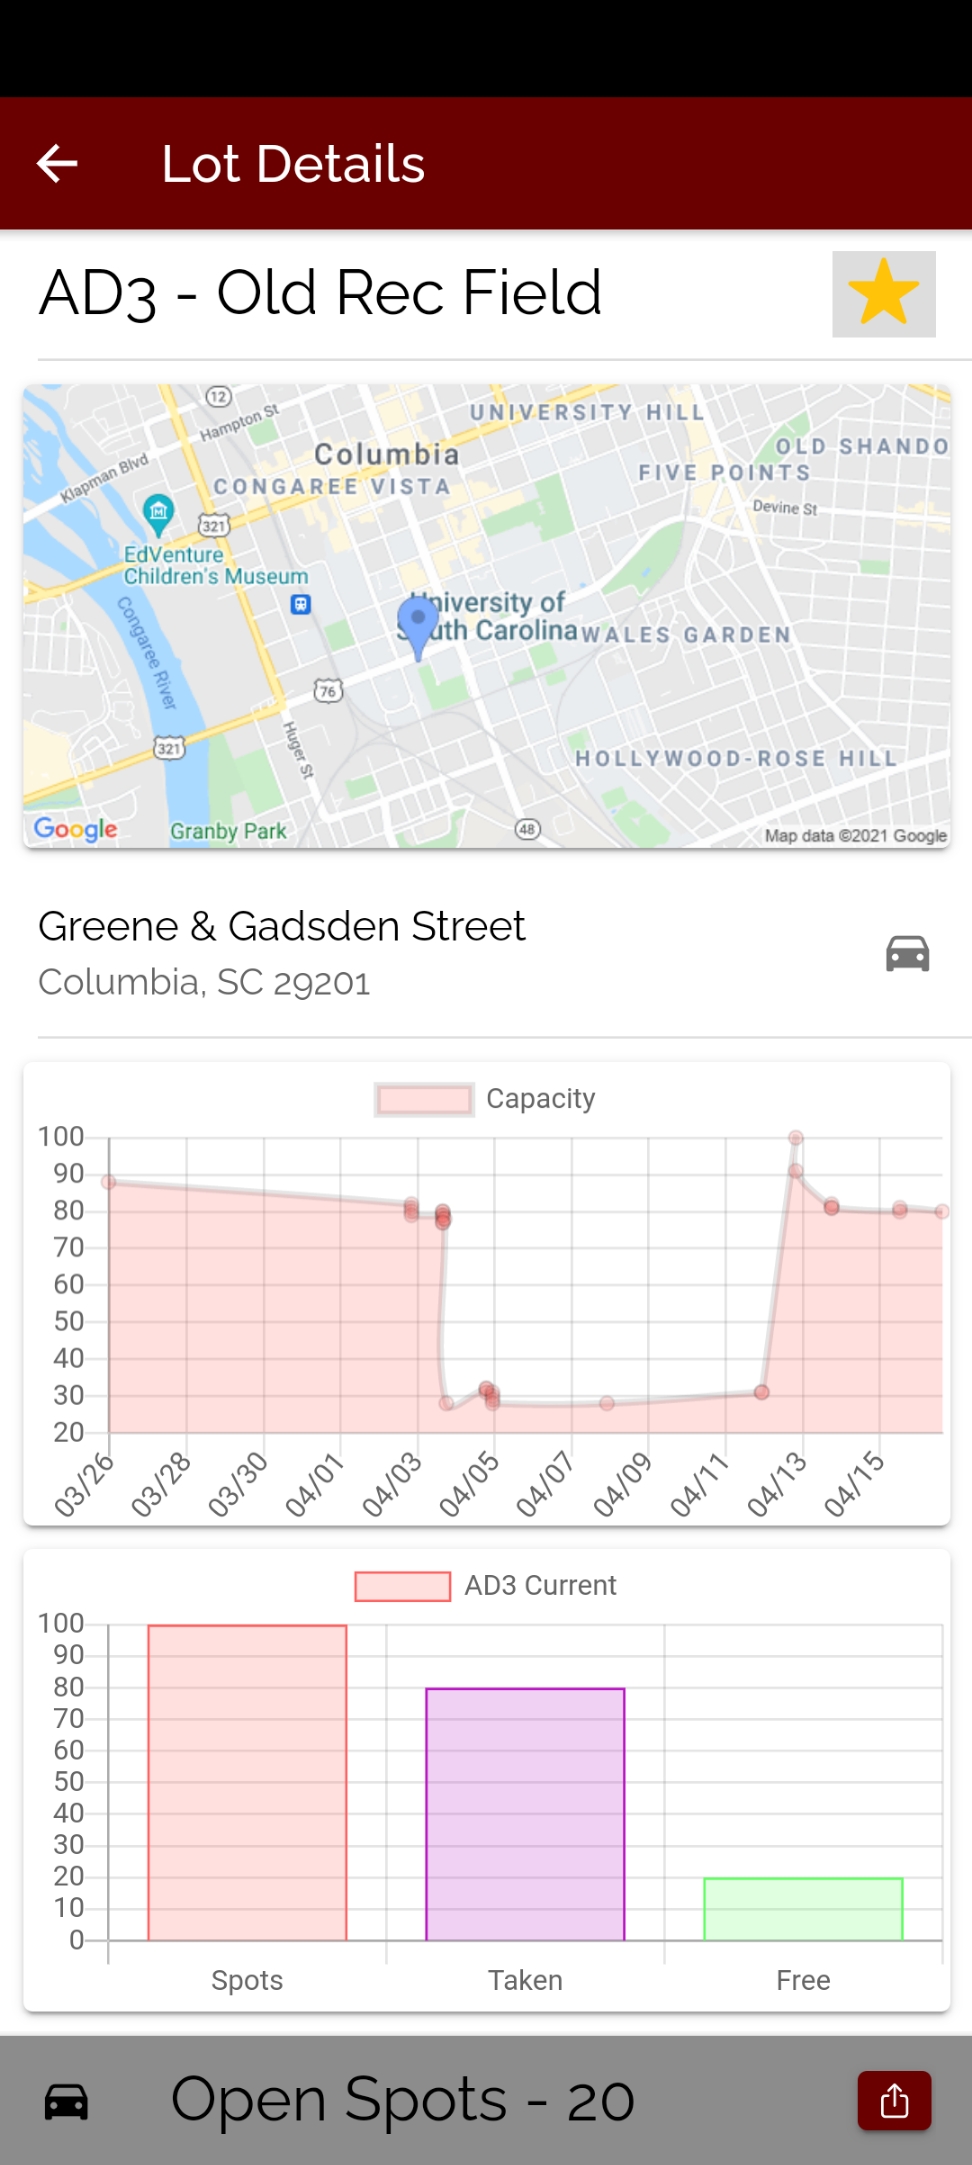 Lot Details
AD3 - Old Rec Field
12
Hampton St
UNIVERSITY HILL
Columbia
OLD SHANDO
Klapman Blvd
CONGAREE VISTA
FIVE POINTS
Devine St
321
EdVenture
Children's Museum
University of
South Carolina
WALES GARDEN
Congaree River
76
321
Huger St
HOLLYWOOD-ROSE HILL
Google
Granby Park
48
Map data ©2021 Google
Greene & Gadsden Street
Columbia, SC 29201
Capacity
100
90
80
70
60
50
40
30
20
03/26 03/28 03/30 04/01 04/03 04/05 04/07 04/09 04/11 04/13 04/15
AD3 Current
100
90
80
70
60
50
40
30
20
10
0
Spots Taken Free
Open Spots - 20